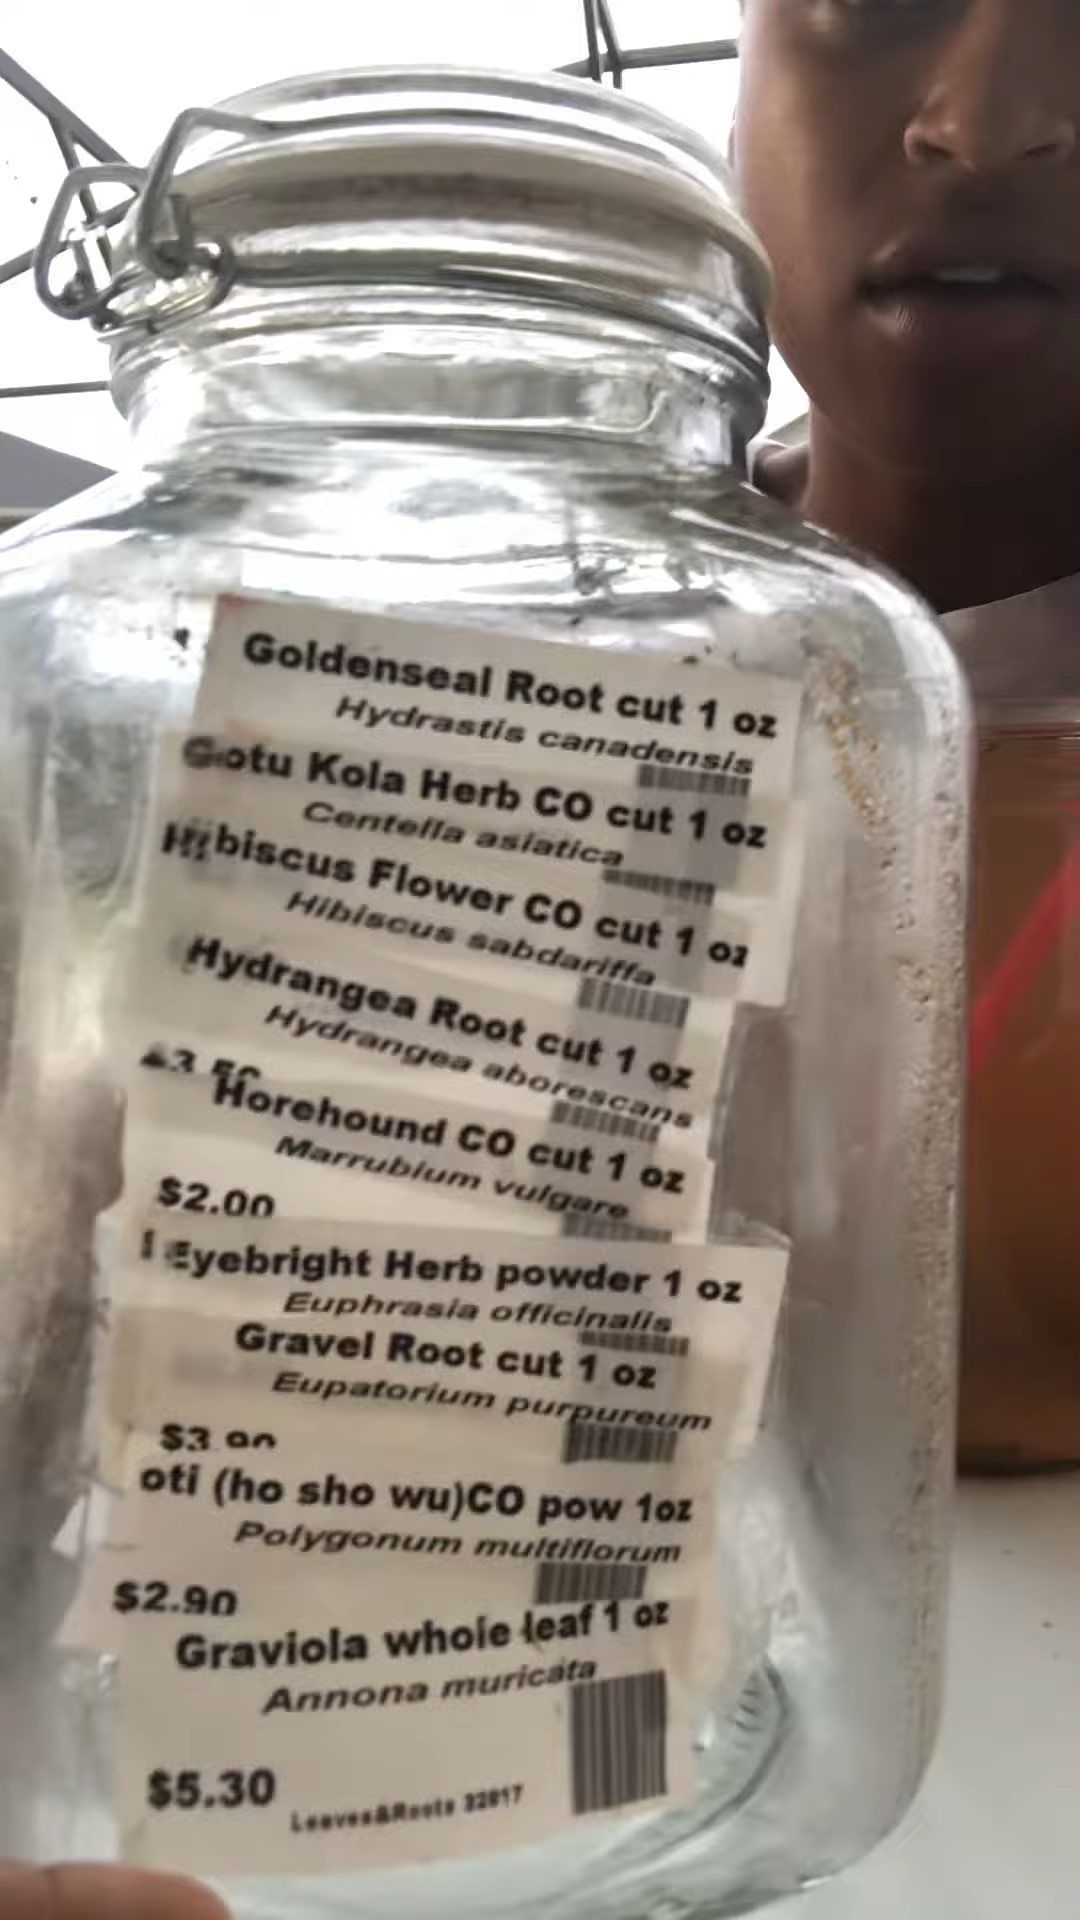 Goldenseal Root cut 1 oz
Hydrastis canadensis
Gotu Kola Herb CO cut 1 oz
Centella asiatica
Hibiscus Flower CO cut 1 oz
Hibiscus sabdariffa
Hydrangea Root cut 1 oz
Hydrangea aborescans
Horehound CO cut 1 oz
Marrubium vulgare
$2.00
Eyebright Herb powder 1 oz
Euphrasia officinalis
Gravel Root cut 1 oz
Eupatorium purpureum
$3.90
oti (ho sho wu)CO pow 1oz
Polygonum multiflorum
$2.90
Graviola whole leaf 1 oz
Annona muricata
$5.30
Leaves&Roots 32817